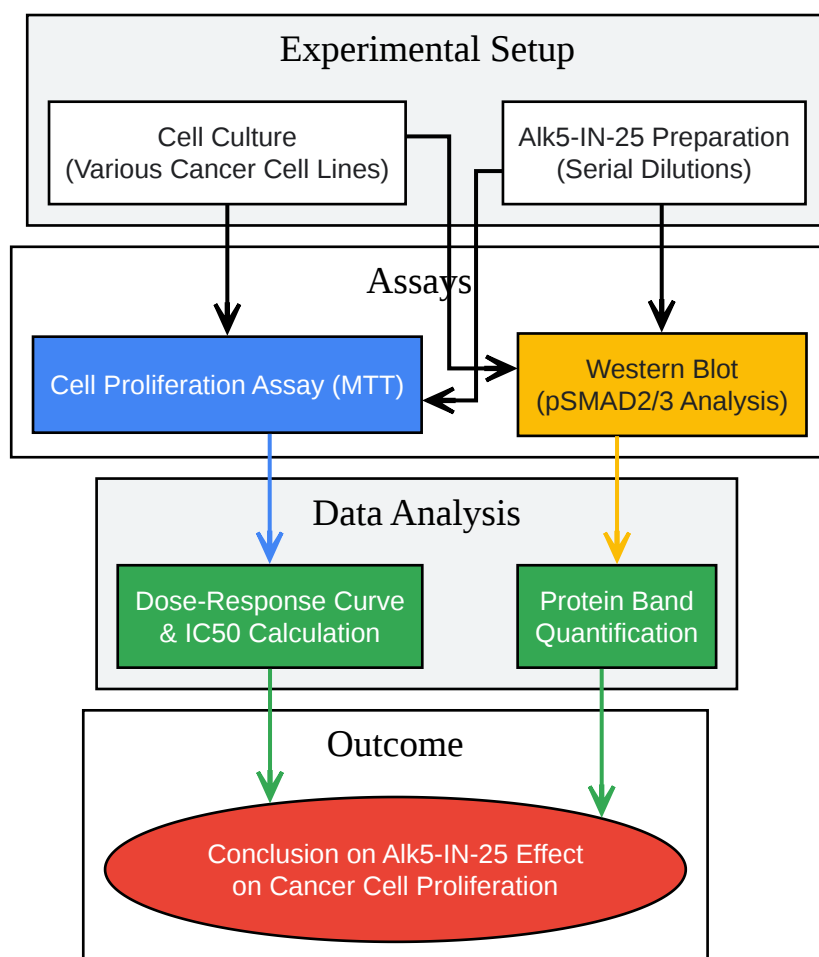 Experimental Setup
Cell Culture
(Various Cancer Cell Lines)
Alk5-IN-25 Preparation
(Serial Dilutions)
Assays
Cell Proliferation Assay (MTT)
Western Blot
(pSMAD2/3 Analysis)
Data Analysis
Dose-Response Curve
& IC50 Calculation
Protein Band
Quantification
Outcome
Conclusion on Alk5-IN-25 Effect
on Cancer Cell Proliferation